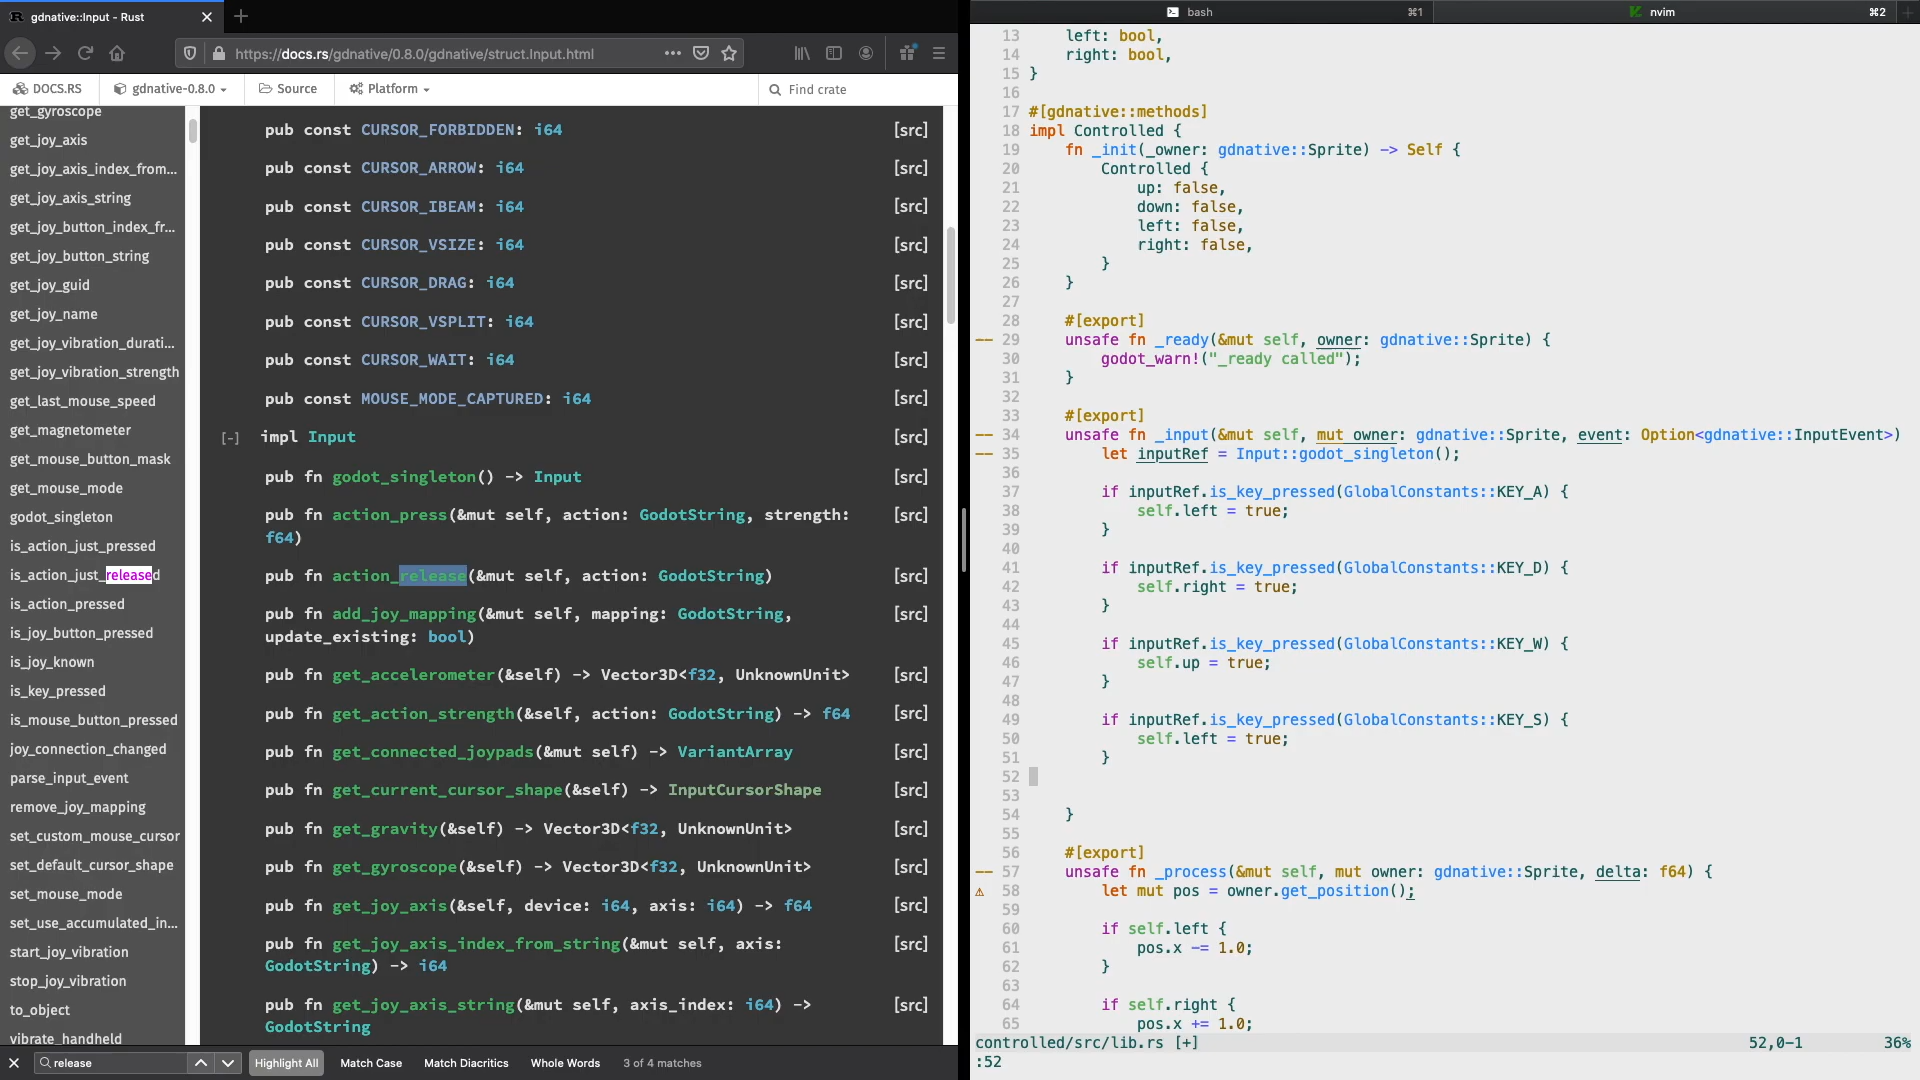 gdnative::Input - Rust
https://docs.rs/gdnative/0.8.0/gdnative/struct.Input.html
DOCS.RS
gdnative-0.8.0
Source
Platform
Find crate
get_gyroscope
get_joy_axis
get_joy_axis_index_from...
get_joy_axis_string
get_joy_button_index_fr...
get_joy_button_string
get_joy_guid
get_joy_name
get_joy_vibration_durati...
get_joy_vibration_strength
get_last_mouse_speed
get_magnetometer
get_mouse_button_mask
get_mouse_mode
godot_singleton
is_action_just_pressed
is_action_just_released
is_action_pressed
is_joy_button_pressed
is_joy_known
is_key_pressed
is_mouse_button_pressed
joy_connection_changed
parse_input_event
remove_joy_mapping
set_custom_mouse_cursor
set_default_cursor_shape
set_mouse_mode
set_use_accumulated_in...
start_joy_vibration
stop_joy_vibration
to_object
vibrate_handheld
pub const CURSOR_FORBIDDEN: i64 [src]
pub const CURSOR_ARROW: i64 [src]
pub const CURSOR_IBEAM: i64 [src]
pub const CURSOR_VSIZE: i64 [src]
pub const CURSOR_DRAG: i64 [src]
pub const CURSOR_VSPLIT: i64 [src]
pub const CURSOR_WAIT: i64 [src]
pub const MOUSE_MODE_CAPTURED: i64 [src]
[-] impl Input [src]
pub fn godot_singleton() -> Input [src]
pub fn action_press(&mut self, action: GodotString, strength: [src]
f64)
pub fn action_release(&mut self, action: GodotString) [src]
pub fn add_joy_mapping(&mut self, mapping: GodotString, [src]
update_existing: bool)
pub fn get_accelerometer(&self) -> Vector3D<f32, UnknownUnit> [src]
pub fn get_action_strength(&self, action: GodotString) -> f64 [src]
pub fn get_connected_joypads(&mut self) -> VariantArray [src]
pub fn get_current_cursor_shape(&self) -> InputCursorShape [src]
pub fn get_gravity(&self) -> Vector3D<f32, UnknownUnit> [src]
pub fn get_gyroscope(&self) -> Vector3D<f32, UnknownUnit> [src]
pub fn get_joy_axis(&self, device: i64, axis: i64) -> f64 [src]
pub fn get_joy_axis_index_from_string(&mut self, axis: [src]
GodotString) -> i64
pub fn get_joy_axis_string(&mut self, axis_index: i64) -> [src]
GodotString
release
Highlight All
Match Case
Match Diacritics
Whole Words
3 of 4 matches
bash ⌘1
nvim ⌘2
13 left: bool,
14 right: bool,
15 }
16
17 #[gdnative::methods]
18 impl Controlled {
19 fn _init(_owner: gdnative::Sprite) -> Self {
20 Controlled {
21 up: false,
22 down: false,
23 left: false,
24 right: false,
25 }
26 }
27
28 #[export]
-- 29 unsafe fn _ready(&mut self, owner: gdnative::Sprite) {
30 godot_warn!("_ready called");
31 }
32
33 #[export]
-- 34 unsafe fn _input(&mut self, mut owner: gdnative::Sprite, event: Option<gdnative::InputEvent>)
-- 35 let inputRef = Input::godot_singleton();
36
37 if inputRef.is_key_pressed(GlobalConstants::KEY_A) {
38 self.left = true;
39 }
40
41 if inputRef.is_key_pressed(GlobalConstants::KEY_D) {
42 self.right = true;
43 }
44
45 if inputRef.is_key_pressed(GlobalConstants::KEY_W) {
46 self.up = true;
47 }
48
49 if inputRef.is_key_pressed(GlobalConstants::KEY_S) {
50 self.left = true;
51 }
52
53
54 }
55
56 #[export]
-- 57 unsafe fn _process(&mut self, mut owner: gdnative::Sprite, delta: f64) {
⚠ 58 let mut pos = owner.get_position();
59
60 if self.left {
61 pos.x -= 1.0;
62 }
63
64 if self.right {
65 pos.x += 1.0;
controlled/src/lib.rs [+] 52,0-1 36%
:52